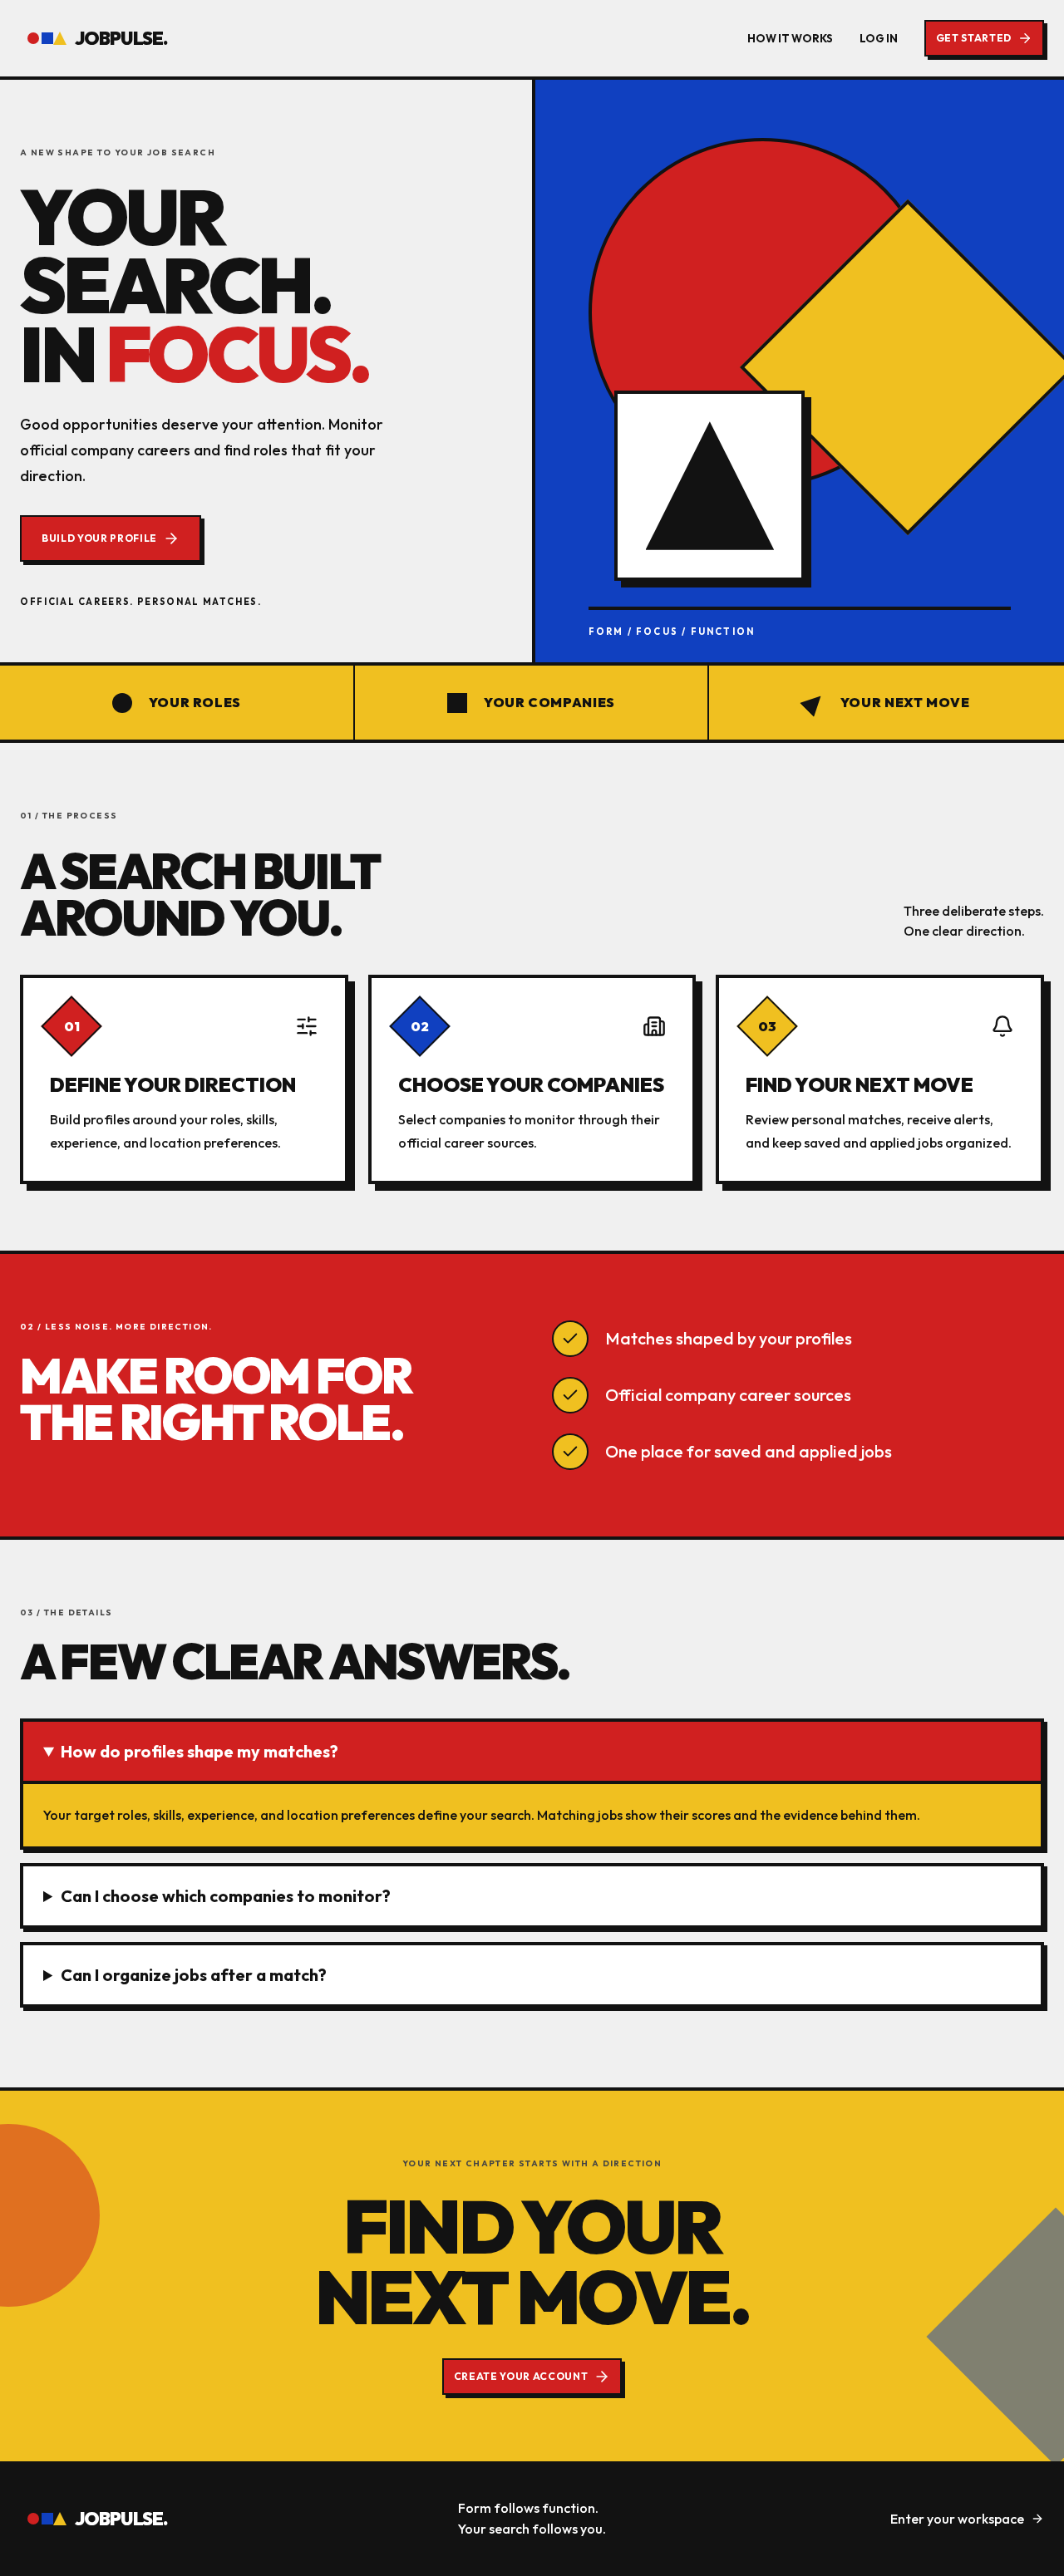 JOBPULSE.
HOW IT WORKS
LOG IN
GET STARTED
A NEW SHAPE TO YOUR JOB SEARCH
YOUR
SEARCH.
IN FOCUS.
Good opportunities deserve your attention. Monitor
official company careers and find roles that fit your
direction.
BUILD YOUR PROFILE
OFFICIAL CAREERS. PERSONAL MATCHES.
FORM / FOCUS / FUNCTION
YOUR ROLES
YOUR COMPANIES
YOUR NEXT MOVE
01 / THE PROCESS
A SEARCH BUILT
AROUND YOU.
Three deliberate steps.
One clear direction.
01
DEFINE YOUR DIRECTION
Build profiles around your roles, skills,
experience, and location preferences.
02
CHOOSE YOUR COMPANIES
Select companies to monitor through their
official career sources.
03
FIND YOUR NEXT MOVE
Review personal matches, receive alerts,
and keep saved and applied jobs organized.
02 / LESS NOISE. MORE DIRECTION.
MAKE ROOM FOR
THE RIGHT ROLE.
Matches shaped by your profiles
Official company career sources
One place for saved and applied jobs
03 / THE DETAILS
A FEW CLEAR ANSWERS.
How do profiles shape my matches?
Your target roles, skills, experience, and location preferences define your search. Matching jobs show their scores and the evidence behind them.
Can I choose which companies to monitor?
Can I organize jobs after a match?
YOUR NEXT CHAPTER STARTS WITH A DIRECTION
FIND YOUR
NEXT MOVE.
CREATE YOUR ACCOUNT
JOBPULSE.
Form follows function.
Your search follows you.
Enter your workspace